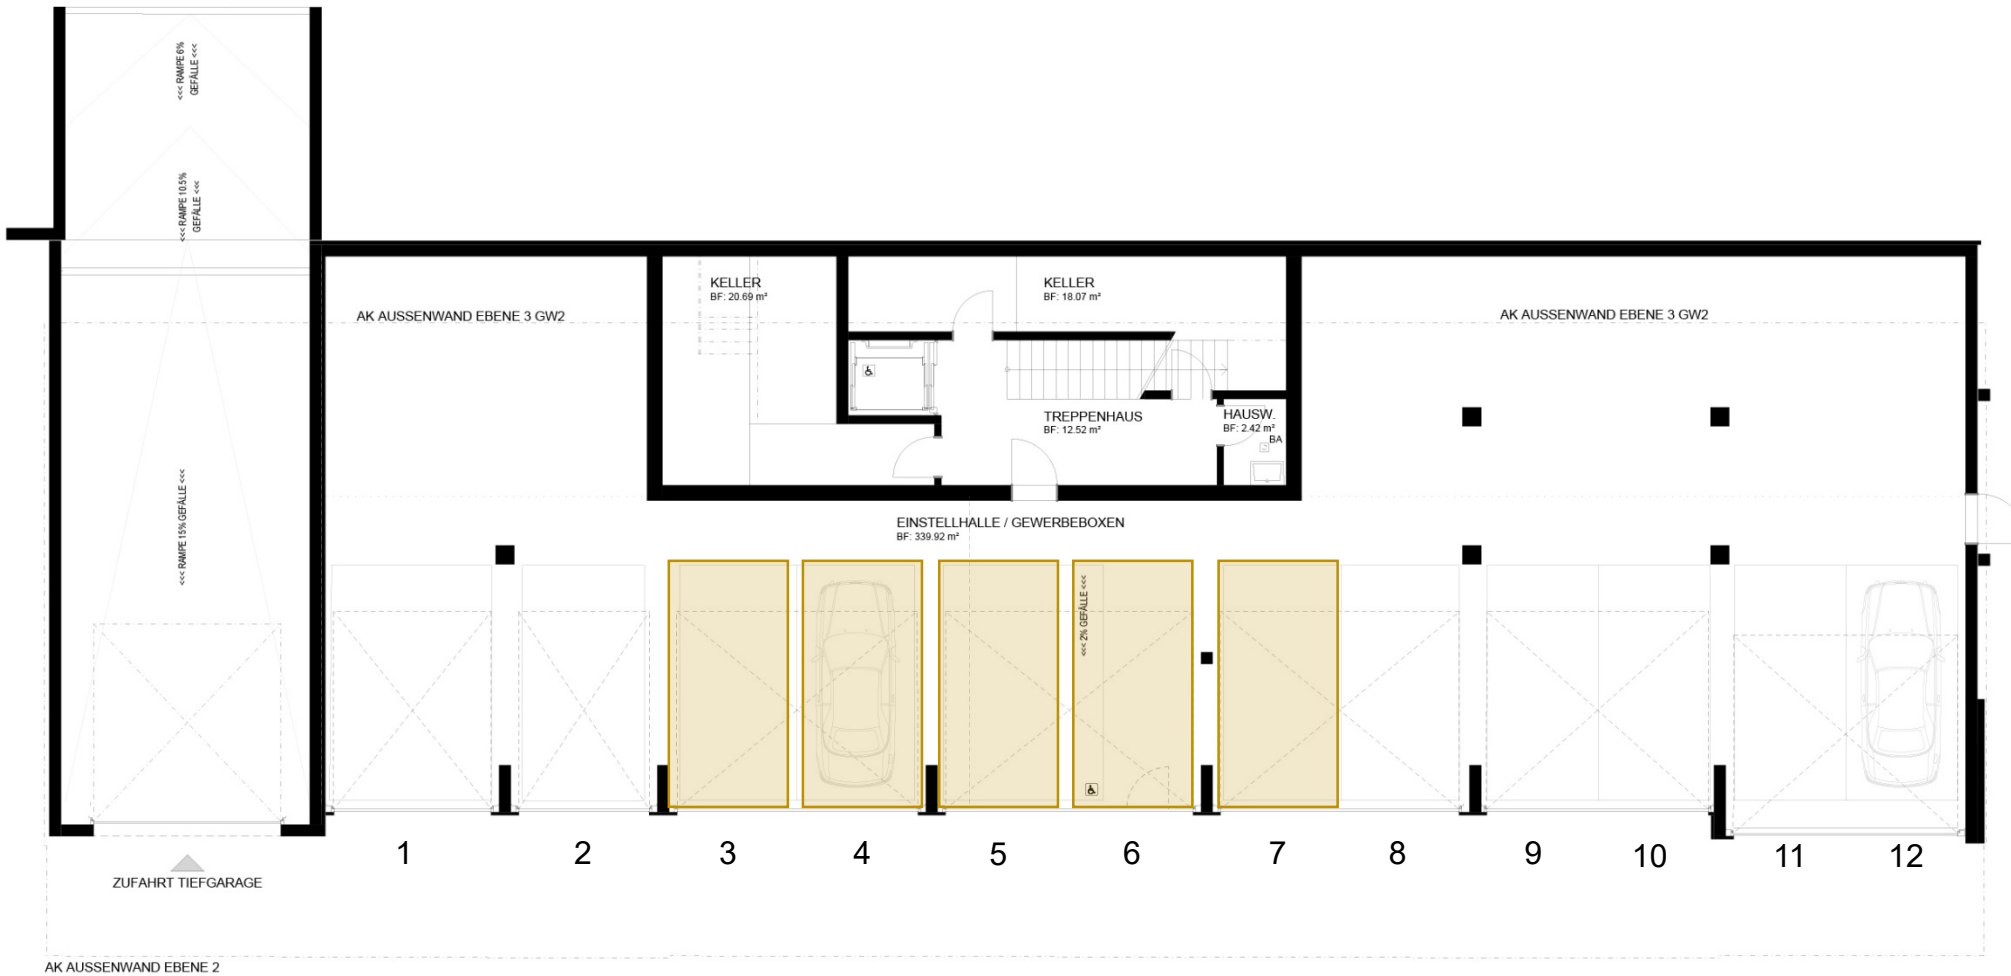 <<< RAMPE 6%
GEFÄLLE <<<
<<< RAMPE 10.5%
GEFÄLLE <<<
<<< RAMPE 15% GEFÄLLE <<<
KELLER
BF: 20.69 m²
KELLER
BF: 18.07 m²
AK AUSSENWAND EBENE 3 GW2
AK AUSSENWAND EBENE 3 GW2
TREPPENHAUS
BF: 12.52 m²
HAUSW.
BF: 2.42 m²
BA
EINSTELLHALLE / GEWERBEBOXEN
BF: 339.92 m²
<<< 2% GEFÄLLE <<<
1
2
3
4
5
6
7
8
9
10
11
12
ZUFAHRT TIEFGARAGE
AK AUSSENWAND EBENE 2